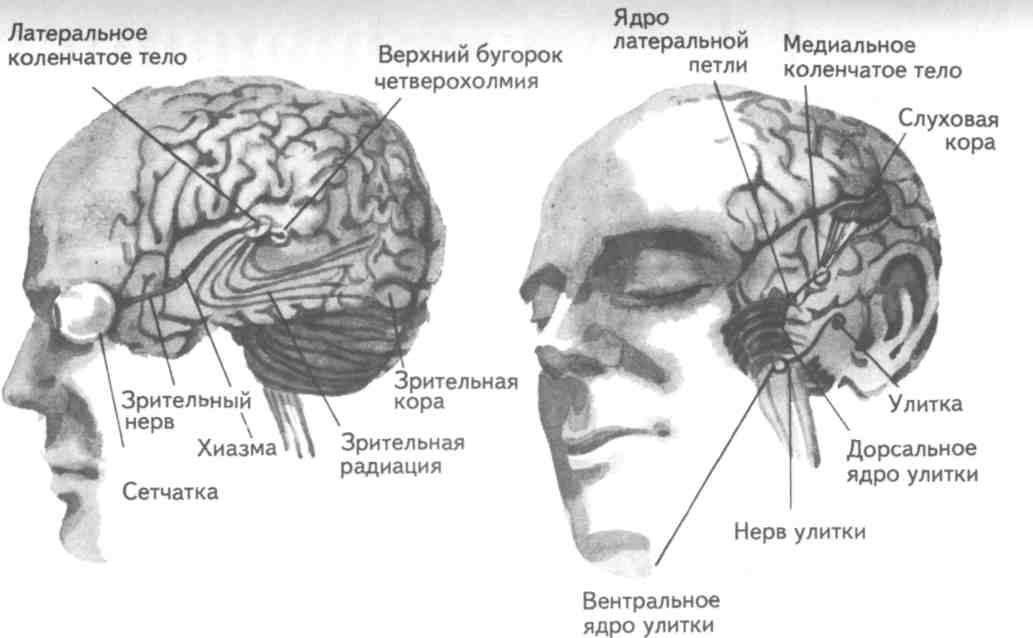 Латеральное
коленчатое тело
Верхний бугорок
четверохолмия
Зрительный
нерв
Хиазма
Сетчатка
Зрительная
радиация
Зрительная
кора
Ядро
латеральной
петли
Медиальное
коленчатое тело
Слуховая
кора
Улитка
Дорсальное
ядро улитки
Нерв улитки
Вентральное
ядро улитки